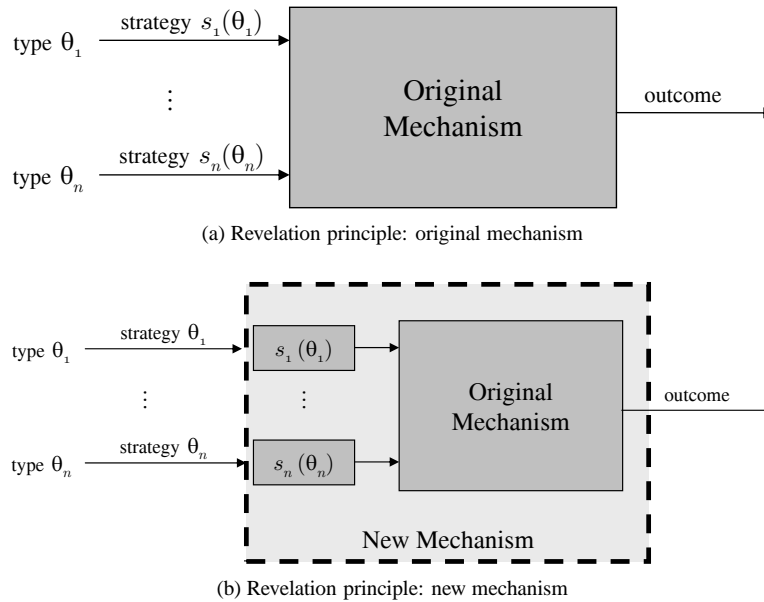 strategy s₁(θ₁)
type θ₁
⋮
Original
Mechanism
outcome
strategy sₙ(θₙ)
type θₙ
(a) Revelation principle: original mechanism
type θ₁
strategy θ₁
s₁(θ₁)
⋮
⋮
Original
Mechanism
outcome
type θₙ
strategy θₙ
sₙ(θₙ)
New Mechanism
(b) Revelation principle: new mechanism